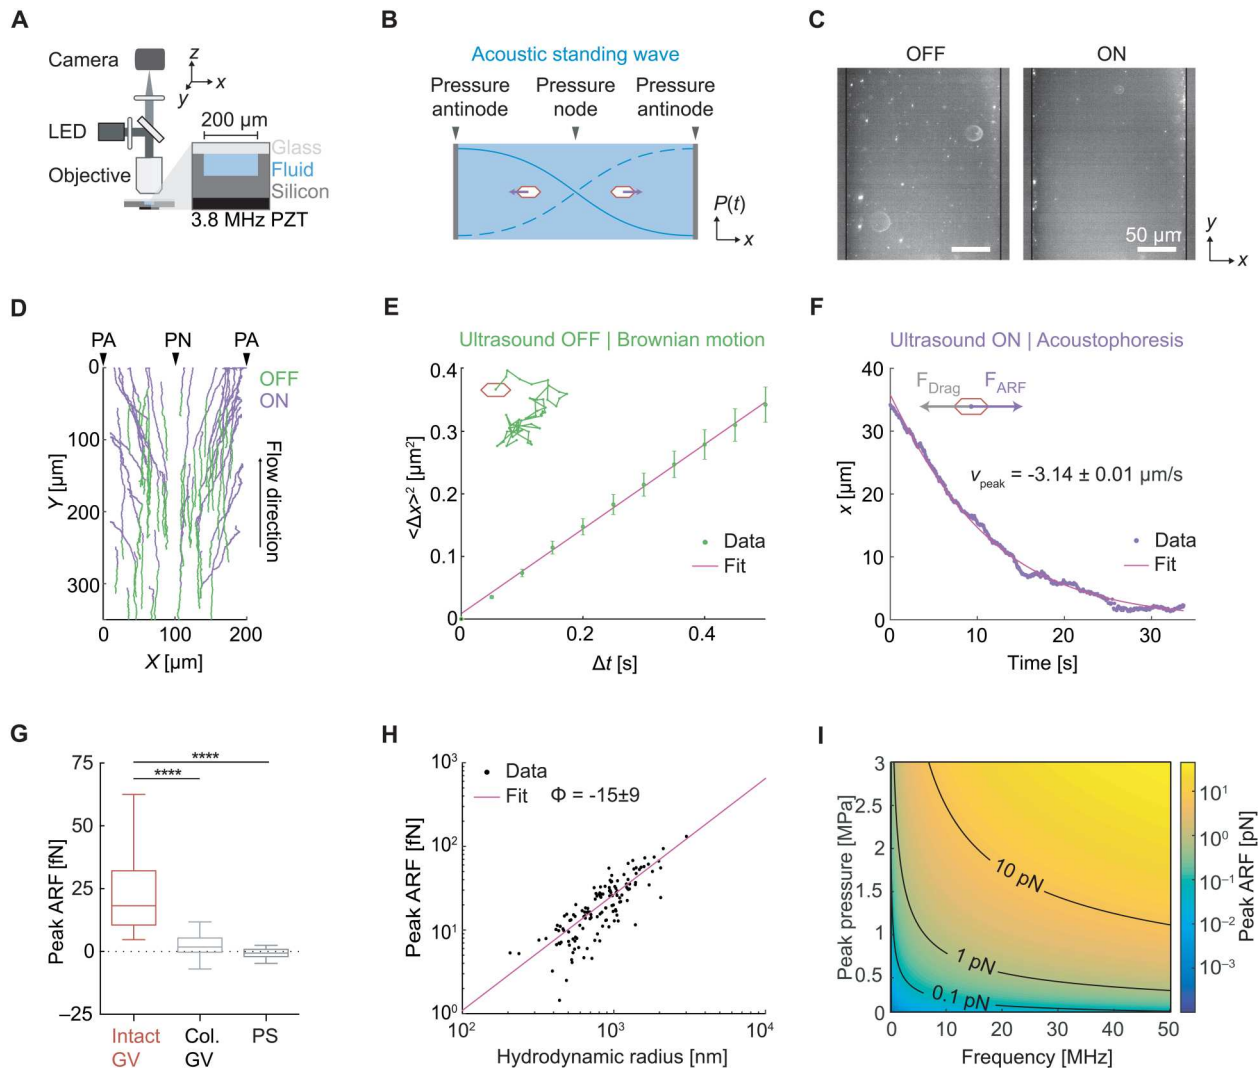 A
Camera
LED
Objective
z
x
y
200 µm
Glass
Fluid
Silicon
3.8 MHz PZT
B
Acoustic standing wave
Pressure antinode
Pressure node
Pressure antinode
P(t)
x
C
OFF
ON
50 µm
y
x
D
PA
PN
PA
OFF
ON
0
100
200
300
Y [µm]
Flow direction
0
100
200
X [µm]
E
Ultrasound OFF | Brownian motion
0.4
0.3
0.2
0.1
0
<Δx>² [µm²]
Data
Fit
0
0.2
0.4
Δt [s]
F
Ultrasound ON | Acoustophoresis
40
30
20
10
0
x [µm]
F_Drag
F_ARF
v_peak = -3.14 ± 0.01 µm/s
Data
Fit
0
10
20
30
Time [s]
G
75
50
25
0
–25
Peak ARF [fN]
****
****
Intact GV
Col. GV
PS
H
10³
10²
10¹
10⁰
Peak ARF [fN]
Data
Fit
Φ = -15±9
10²
10³
10⁴
Hydrodynamic radius [nm]
I
3
2.5
2
1.5
1
0.5
0
Peak pressure [MPa]
10 pN
1 pN
0.1 pN
0
10
20
30
40
50
Frequency [MHz]
10¹
10⁰
10⁻¹
10⁻²
10⁻³
Peak ARF [pN]